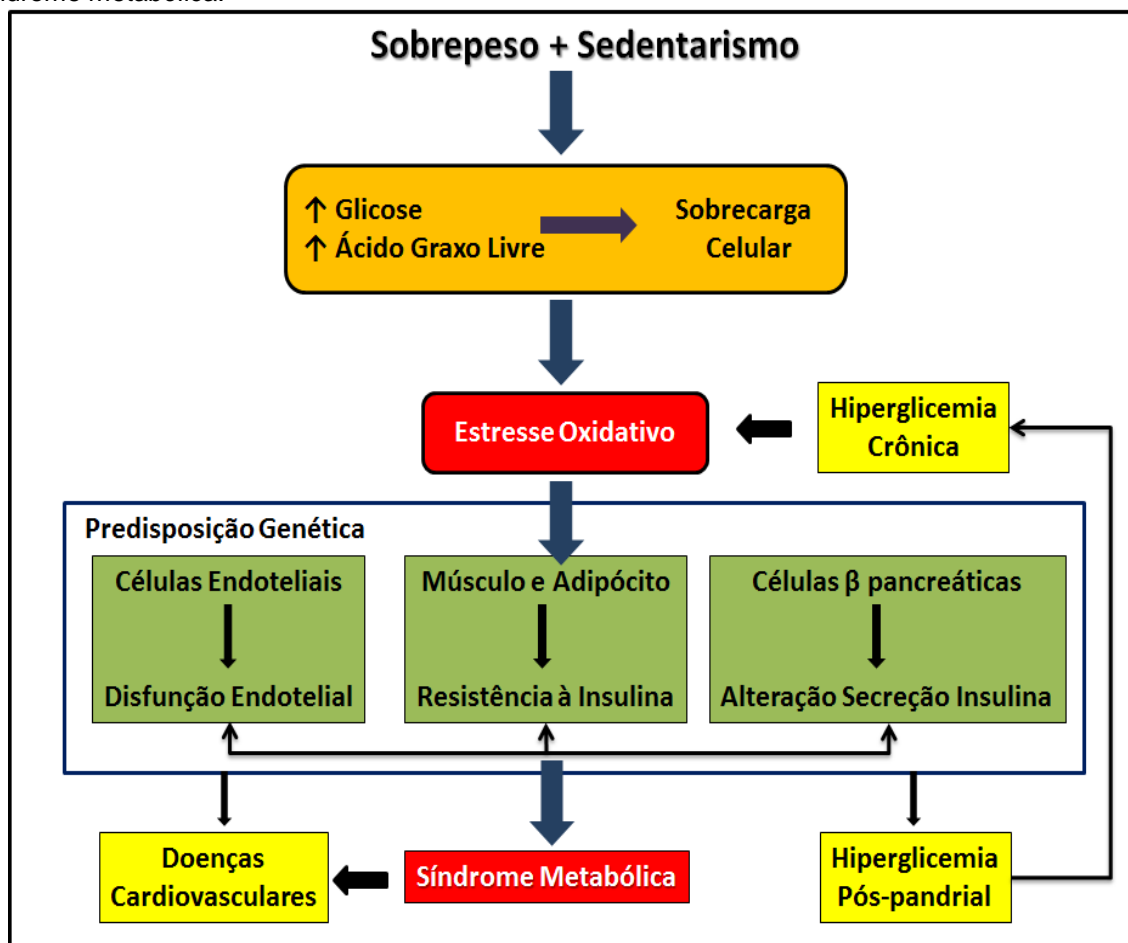 Sobrepeso + Sedentarismo
↑ Glicose
↑ Ácido Graxo Livre
Sobrecarga
Celular
Estresse Oxidativo
Hiperglicemia
Crônica
Predisposição Genética
Células Endoteliais
Disfunção Endotelial
Músculo e Adipócito
Resistência à Insulina
Células β pancreáticas
Alteração Secreção Insulina
Doenças
Cardiovasculares
Síndrome Metabólica
Hiperglicemia
Pós-pandrial